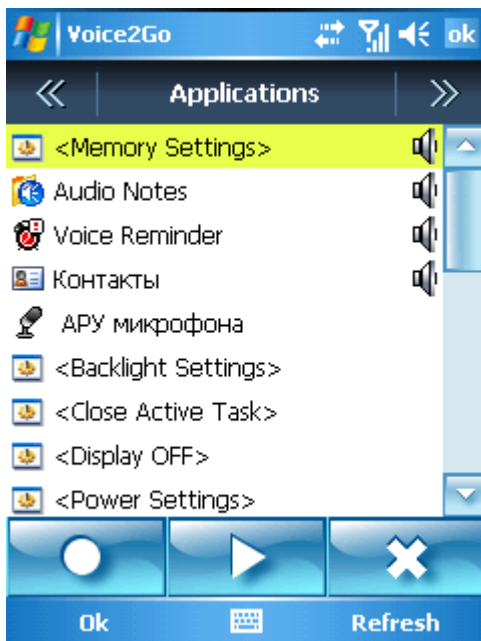 Voice2Go
ok
Applications
<Memory Settings>
Audio Notes
Voice Reminder
Контакты
АРУ микрофона
<Backlight Settings>
<Close Active Task>
<Display OFF>
<Power Settings>
Ok
Refresh